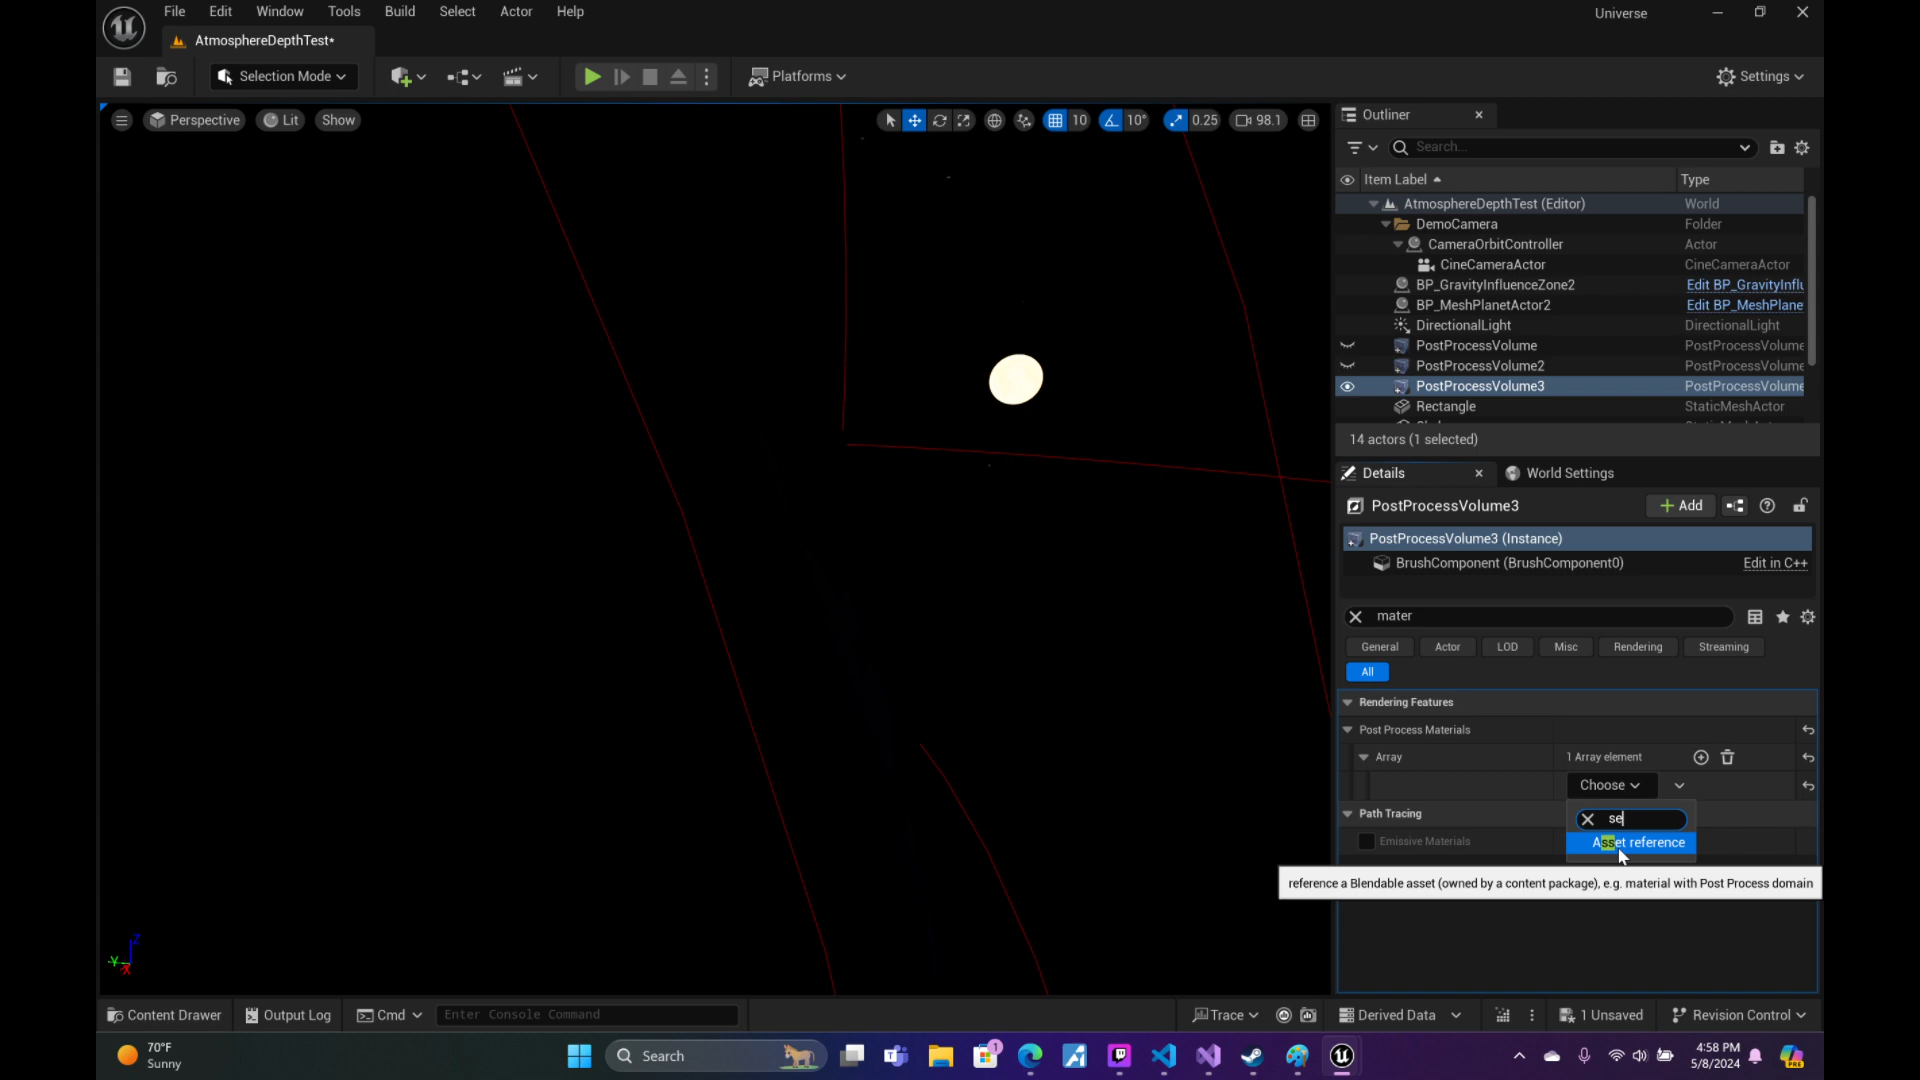 File Edit Window Tools Build Select Actor Help
Universe
AtmosphereDepthTest*
Selection Mode
Platforms
Settings
Perspective Lit Show
10 10° 0.25 98.1
Outliner
Search...
Item Label Type
AtmosphereDepthTest (Editor) World
DemoCamera Folder
CameraOrbitController Actor
CineCameraActor CineCameraActor
BP_GravityInfluenceZone2 Edit BP_GravityInflu
BP_MeshPlanetActor2 Edit BP_MeshPlane
DirectionalLight DirectionalLight
PostProcessVolume PostProcessVolume
PostProcessVolume2 PostProcessVolume
PostProcessVolume3 PostProcessVolume
Rectangle StaticMeshActor
14 actors (1 selected)
Details World Settings
PostProcessVolume3 Add
PostProcessVolume3 (Instance)
BrushComponent (BrushComponent0) Edit in C++
mater
General Actor LOD Misc Rendering Streaming
All
Rendering Features
Post Process Materials
Array 1 Array element
Choose
Path Tracing
se
Emissive Materials
Asset reference
reference a Blendable asset (owned by a content package), e.g. material with Post Process domain
Z
Y
X
Content Drawer Output Log Cmd Enter Console Command Trace Derived Data 1 Unsaved Revision Control
70°F
Sunny
Search
1
4:58 PM
5/8/2024
PRE